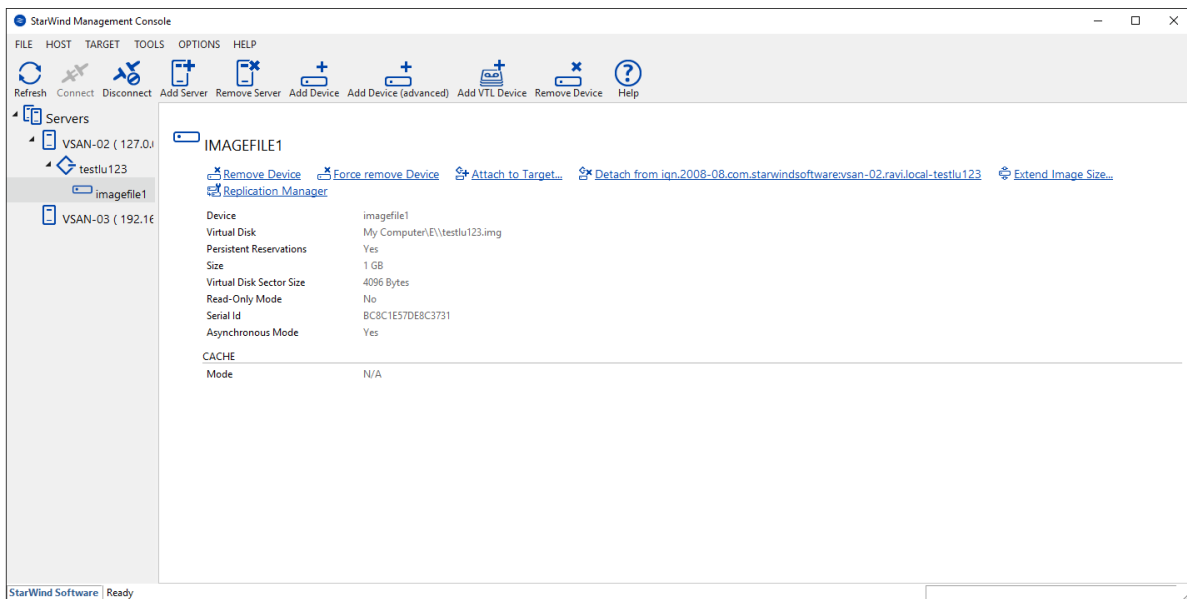 StarWind Management Console
FILE HOST TARGET TOOLS OPTIONS HELP
Refresh Connect Disconnect Add Server Remove Server Add Device Add Device (advanced) Add VTL Device Remove Device Help
Servers
VSAN-02 ( 127.0.
testlu123
imagefile1
VSAN-03 ( 192.16
IMAGEFILE1
Remove Device Force remove Device Attach to Target... Detach from iqn.2008-08.com.starwindsoftware:vsan-02.ravi.local-testlu123 Extend Image Size...
Replication Manager
Device imagefile1
Virtual Disk My Computer\E\\testlu123.img
Persistent Reservations Yes
Size 1 GB
Virtual Disk Sector Size 4096 Bytes
Read-Only Mode No
Serial Id BC8C1E57DE8C3731
Asynchronous Mode Yes
CACHE
Mode N/A
StarWind Software Ready